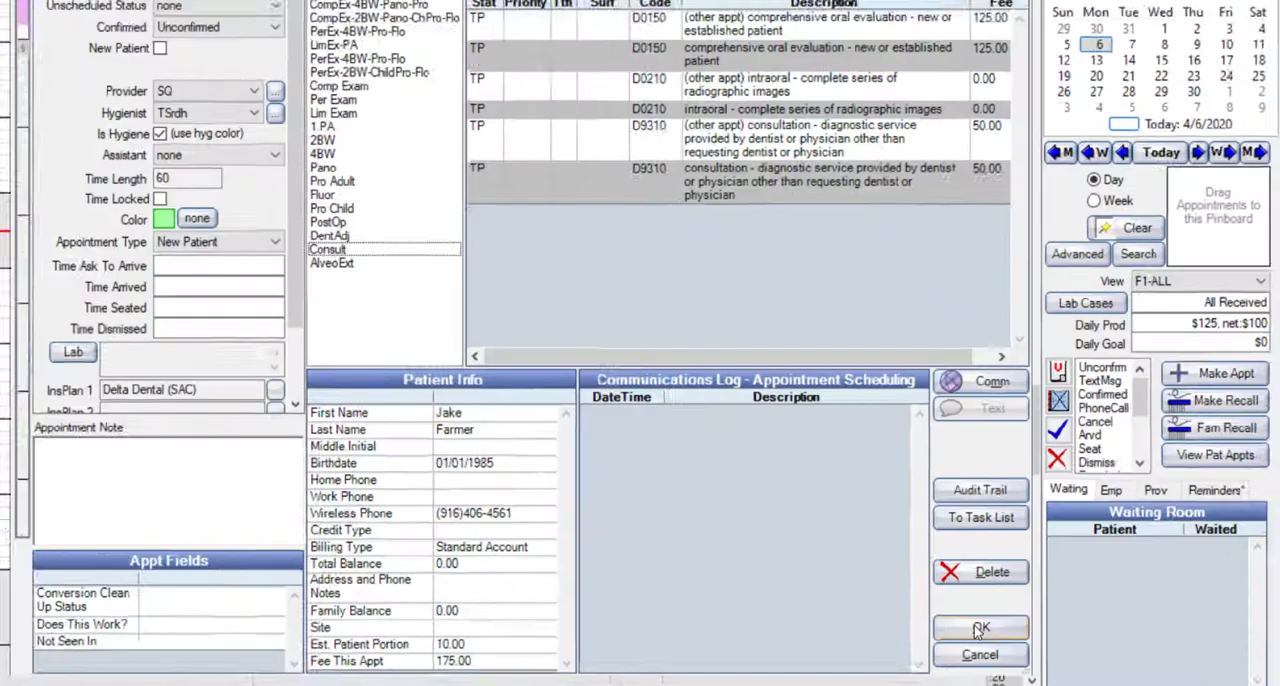 Unscheduled Status none
Confirmed Unconfirmed
New Patient
Provider SQ ...
Hygienist TSrdh ...
Is Hygiene (use hyg color)
Assistant none
Time Length 60
Time Locked
Color none
Appointment Type New Patient
Time Ask To Arrive
Time Arrived
Time Seated
Time Dismissed
Lab
InsPlan 1 Delta Dental (SAC)
InsPlan 2
Appointment Note
Appt Fields
Conversion Clean
Up Status
Does This Work?
Not Seen In
CompEx-4BW-Pano-Pro
CompEx-2BW-Pano-ChProFlo
PerEx-4BW-Pro-Flo
LimEx-PA
PerEx-4BW-Pro-Flo
PerEx-2BW-ChildPro-Flo
Comp Exam
Per Exam
Lim Exam
1.PA
2BW
4BW
Pano
Pro Adult
Fluor
Pro Child
PostOp
DentAdj
Consult
AlveoExt
Stat Priority Tth Surf Code Description Fee
TP D0150 (other appt) comprehensive oral evaluation - new or 125.00
established patient
TP D0150 comprehensive oral evaluation - new or established 125.00
patient
TP D0210 (other appt) intraoral - complete series of 0.00
radiographic images
TP D0210 intraoral - complete series of radiographic images 0.00
TP D9310 (other appt) consultation - diagnostic service 50.00
provided by dentist or physician other than
requesting dentist or physician
TP D9310 consultation - diagnostic service provided by dentist 50.00
or physician other than requesting dentist or
physician
Patient Info
First Name Jake
Last Name Farmer
Middle Initial
Birthdate 01/01/1985
Home Phone
Work Phone
Wireless Phone (916)406-4561
Credit Type
Billing Type Standard Account
Total Balance 0.00
Address and Phone
Notes
Family Balance 0.00
Site
Est. Patient Portion 10.00
Fee This Appt 175.00
Communications Log - Appointment Scheduling
DateTime Description
Comm
Text
Audit Trail
To Task List
Delete
OK
Cancel
Sun Mon Tue Wed Thu Fri Sat
29 30 31 1 2 3 4
5 6 7 8 9 10 11
12 13 14 15 16 17 18
19 20 21 22 23 24 25
26 27 28 29 30 1 2
3 4 5 6 7 8 9
Today: 4/6/2020
M W Today W M
Day
Week
Drag
Appointments to
this Pinboard
Clear
Advanced Search
View F1-ALL
Lab Cases All Received
Daily Prod $125, net:$100
Daily Goal $0
Unconfrm
TextMsg
Confirmed
PhoneCall
Cancel
Arvd
Seat
Dismiss
Make Appt
Make Recall
Fam Recall
View Pat Appts
Waiting Emp Prov Reminders*
Waiting Room
Patient Waited
20